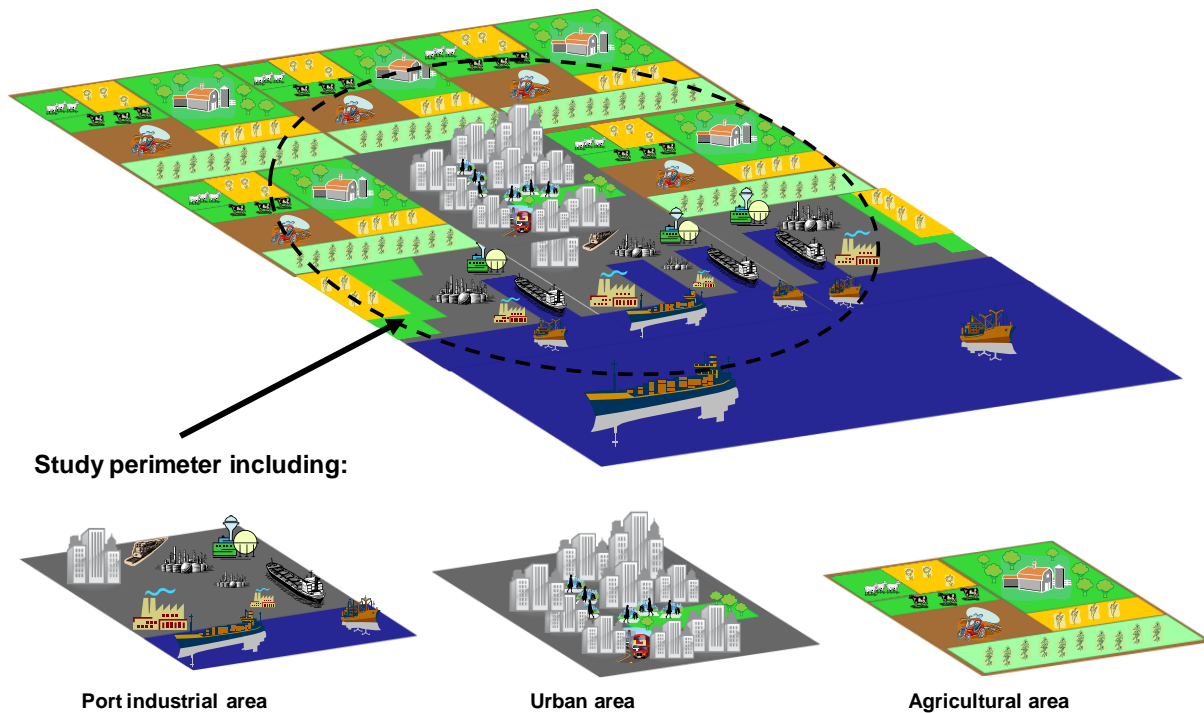 Study perimeter including:
Port industrial area
Urban area
Agricultural area